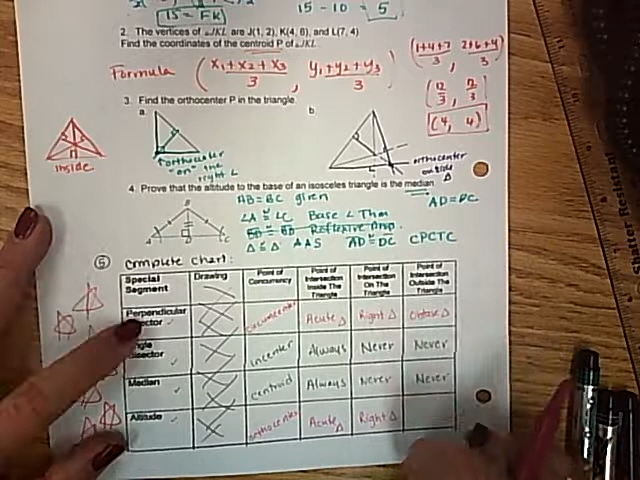 15 = FK
15 - 10 = 5
2. The vertices of △JKL are J(1, 2), K(4, 6), and L(7, 4)
Find the coordinates of the centroid P of △JKL
Formula (x₁+x₂+x₃/3 , y₁+y₂+y₃/3)
(1+4+7/3 , 2+6+4/3)
(12/3 , 12/3)
(4, 4)
3. Find the orthocenter P in the triangle.
a.
b
inside
orthocenter
"on" the
right ∠
orthocenter
outside
△
4. Prove that the altitude to the base of an isosceles triangle is the median.
AB=BC given
AD=DC
∠A ≅ ∠C Base ∠ Thm
BD = BD Reflexive Prop.
△ ≅ △ AAS AD≅DC CPCTC
B
A
D
C
⑤ Complete chart:
Special Segment
Drawing
Point of Concurrency
Point of Intersection Inside The Triangle
Point of Intersection On The Triangle
Point of Intersection Outside The Triangle
Perpendicular
circumcenter
Acute △
Right △
Obtuse △
incenter
Always
Never
Never
Median
centroid
Always
Never
Never
Altitude
orthocenter
Acute △
Right △